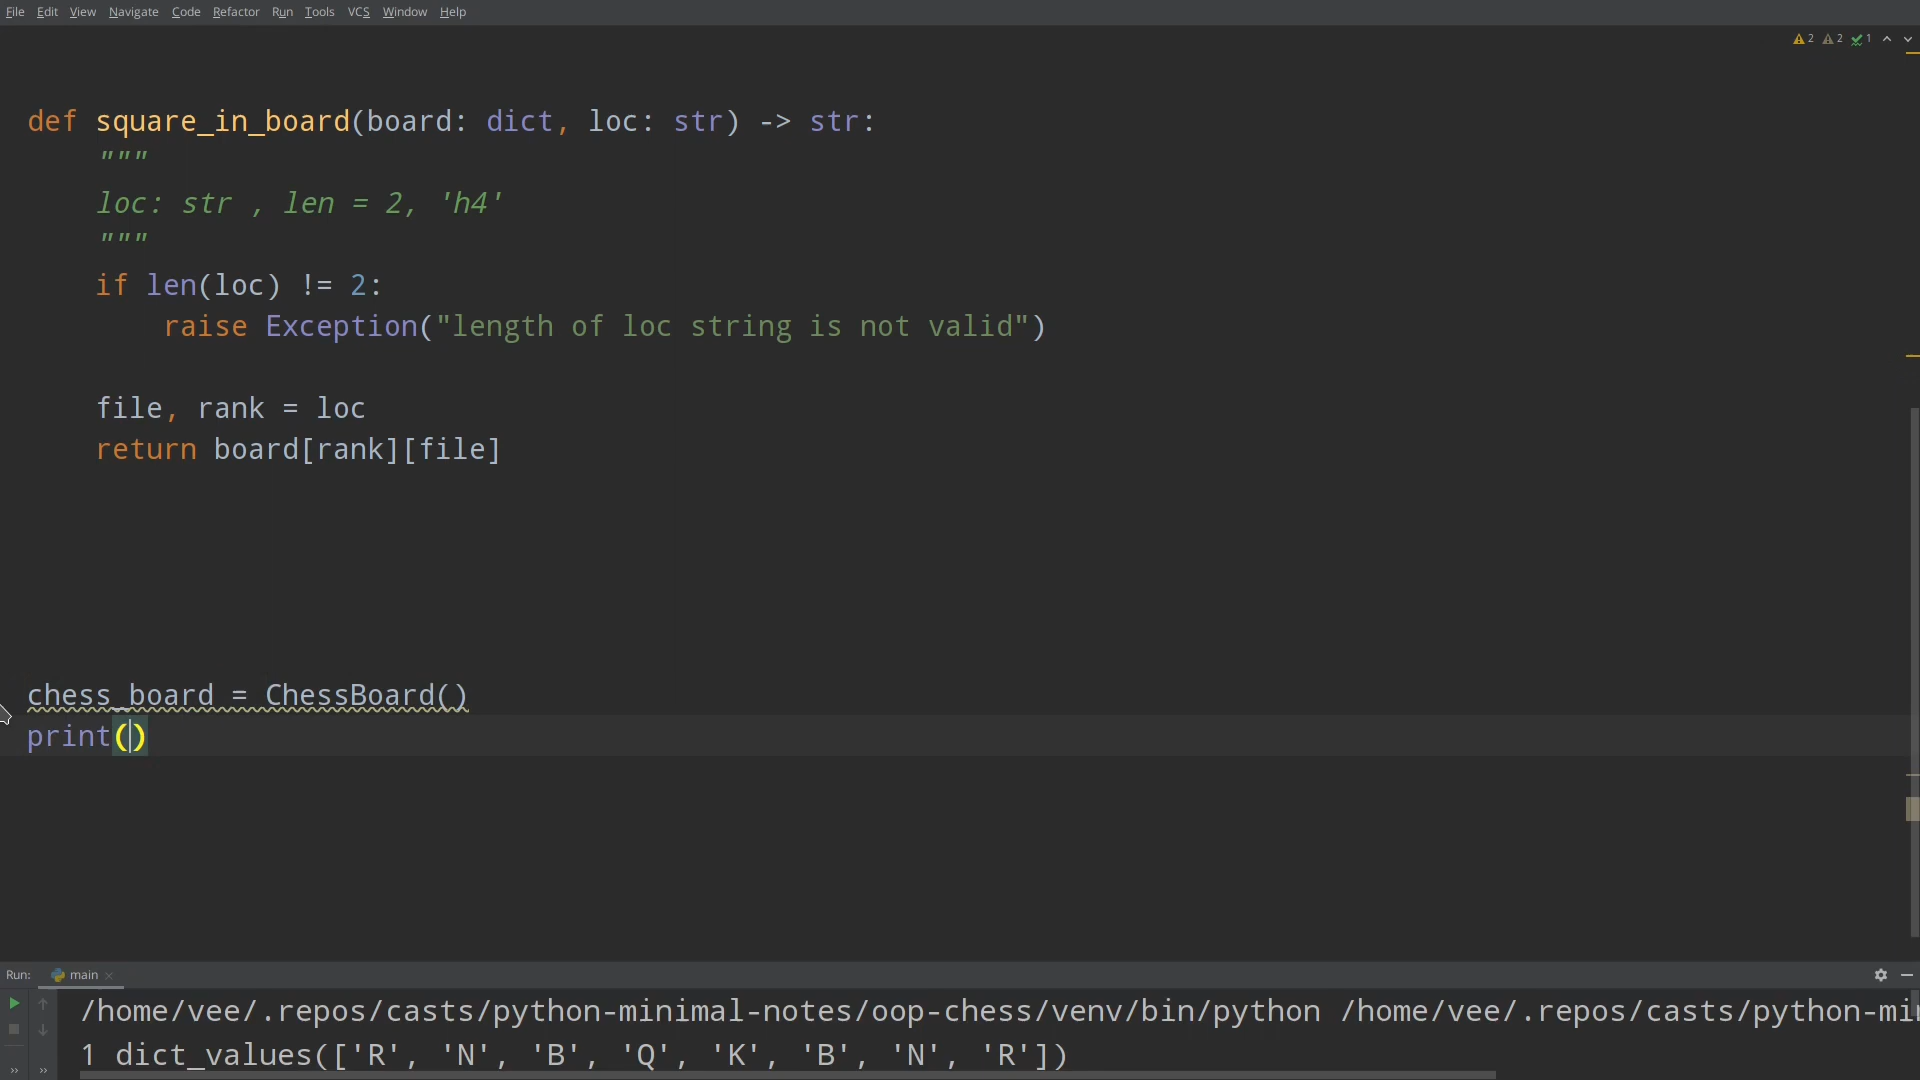 File Edit View Navigate Code Refactor Run Tools VCS Window Help
2 2 1
def square_in_board(board: dict, loc: str) -> str:
"""
loc: str , len = 2, 'h4'
"""
if len(loc) != 2:
raise Exception("length of loc string is not valid")
file, rank = loc
return board[rank][file]
chess_board = ChessBoard()
print()
Run: main
/home/vee/.repos/casts/python-minimal-notes/oop-chess/venv/bin/python /home/vee/.repos/casts/python-mi
1 dict_values(['R', 'N', 'B', 'Q', 'K', 'B', 'N', 'R'])